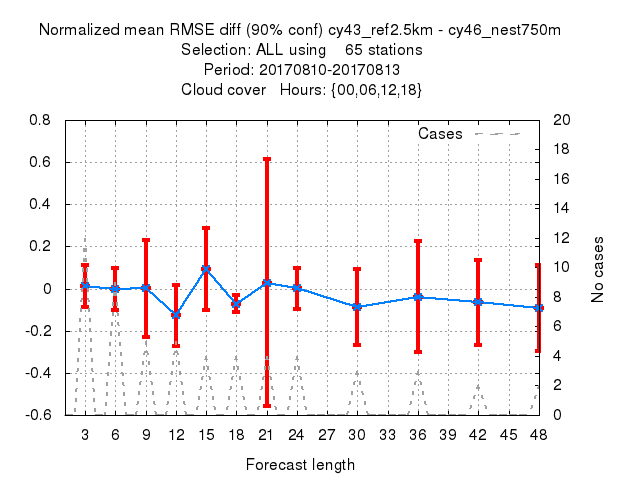 Normalized mean RMSE diff (90% conf) cy43_ref2.5km - cy46_nest750m
Selection: ALL using 65 stations
Period: 20170810-20170813
Cloud cover Hours: {00,06,12,18}
Cases
0.8
0.6
0.4
0.2
0
-0.2
-0.4
-0.6
20
18
16
14
12
10
8
6
4
2
0
No cases
3 6 9 12 15 18 21 24 27 30 33 36 39 42 45 48
Forecast length